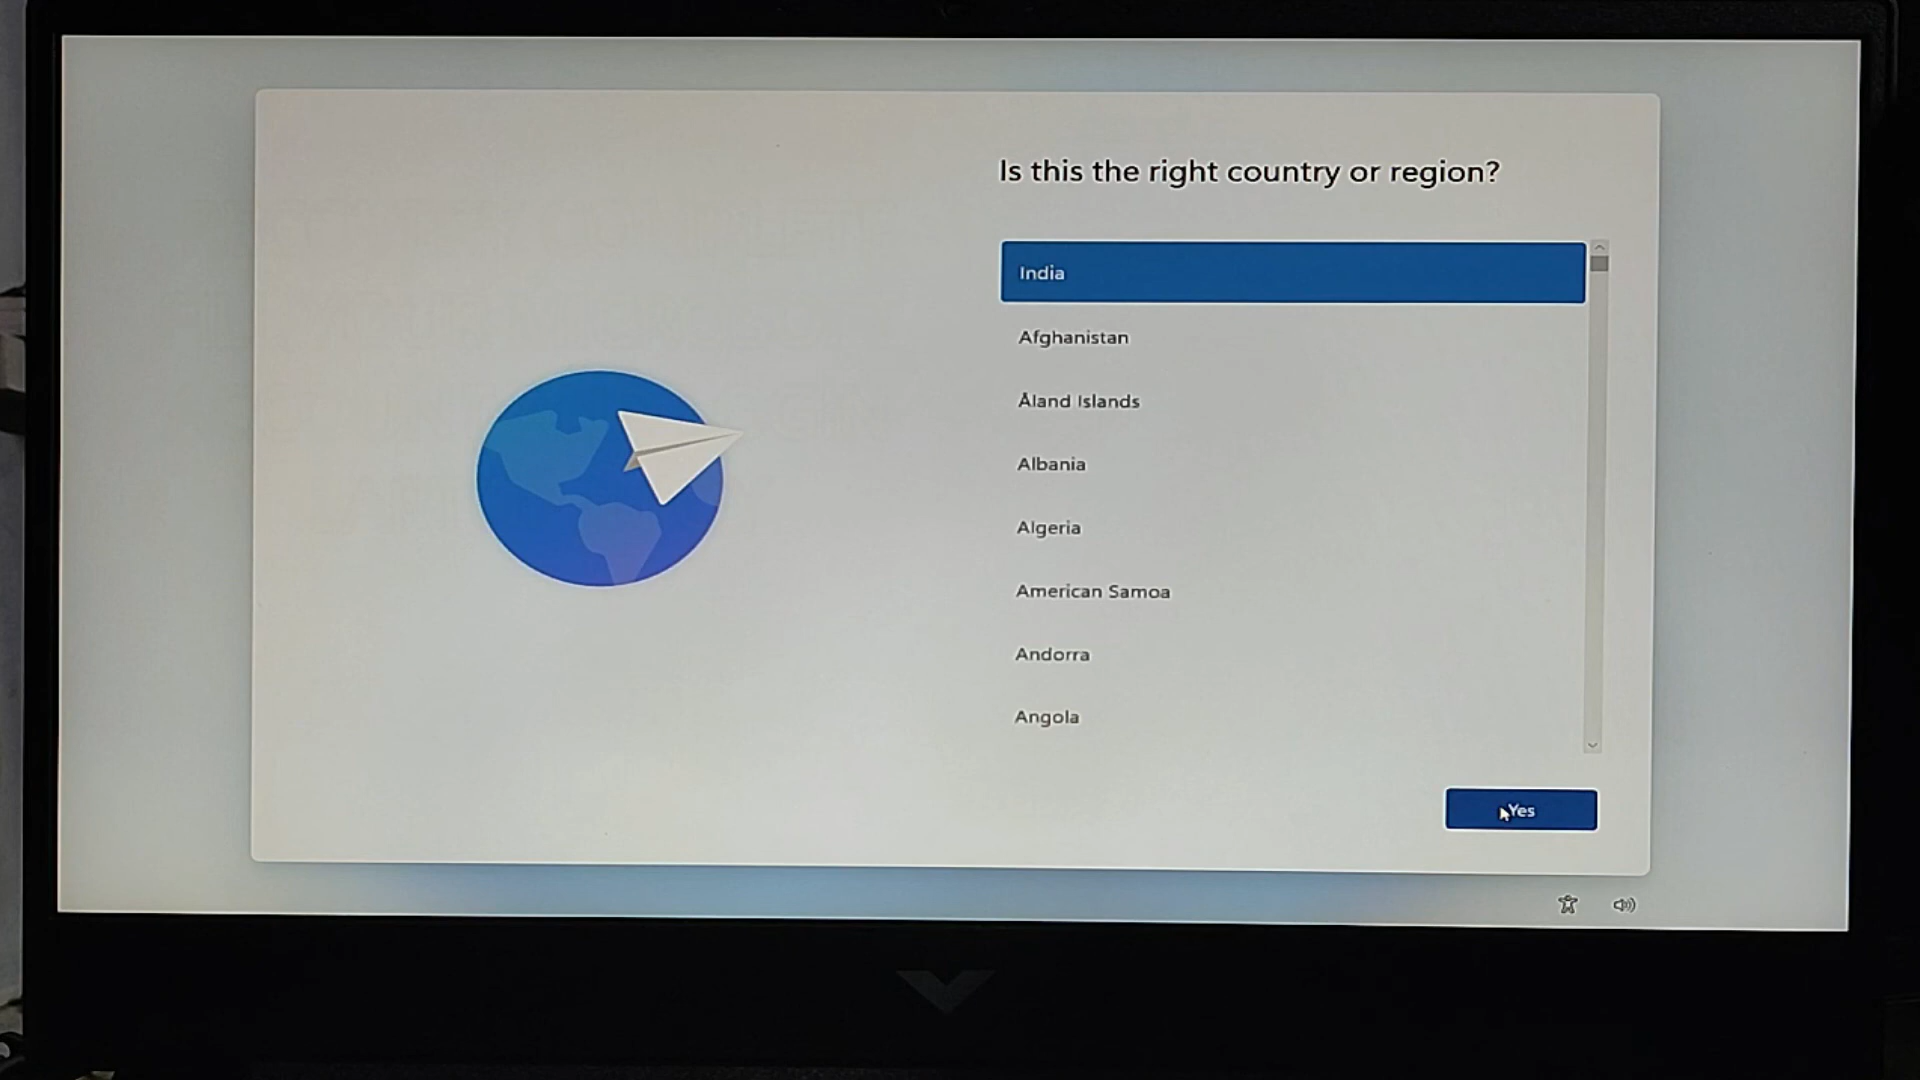 Is this the right country or region?
India
Afghanistan
Åland Islands
Albania
Algeria
American Samoa
Andorra
Angola
Yes